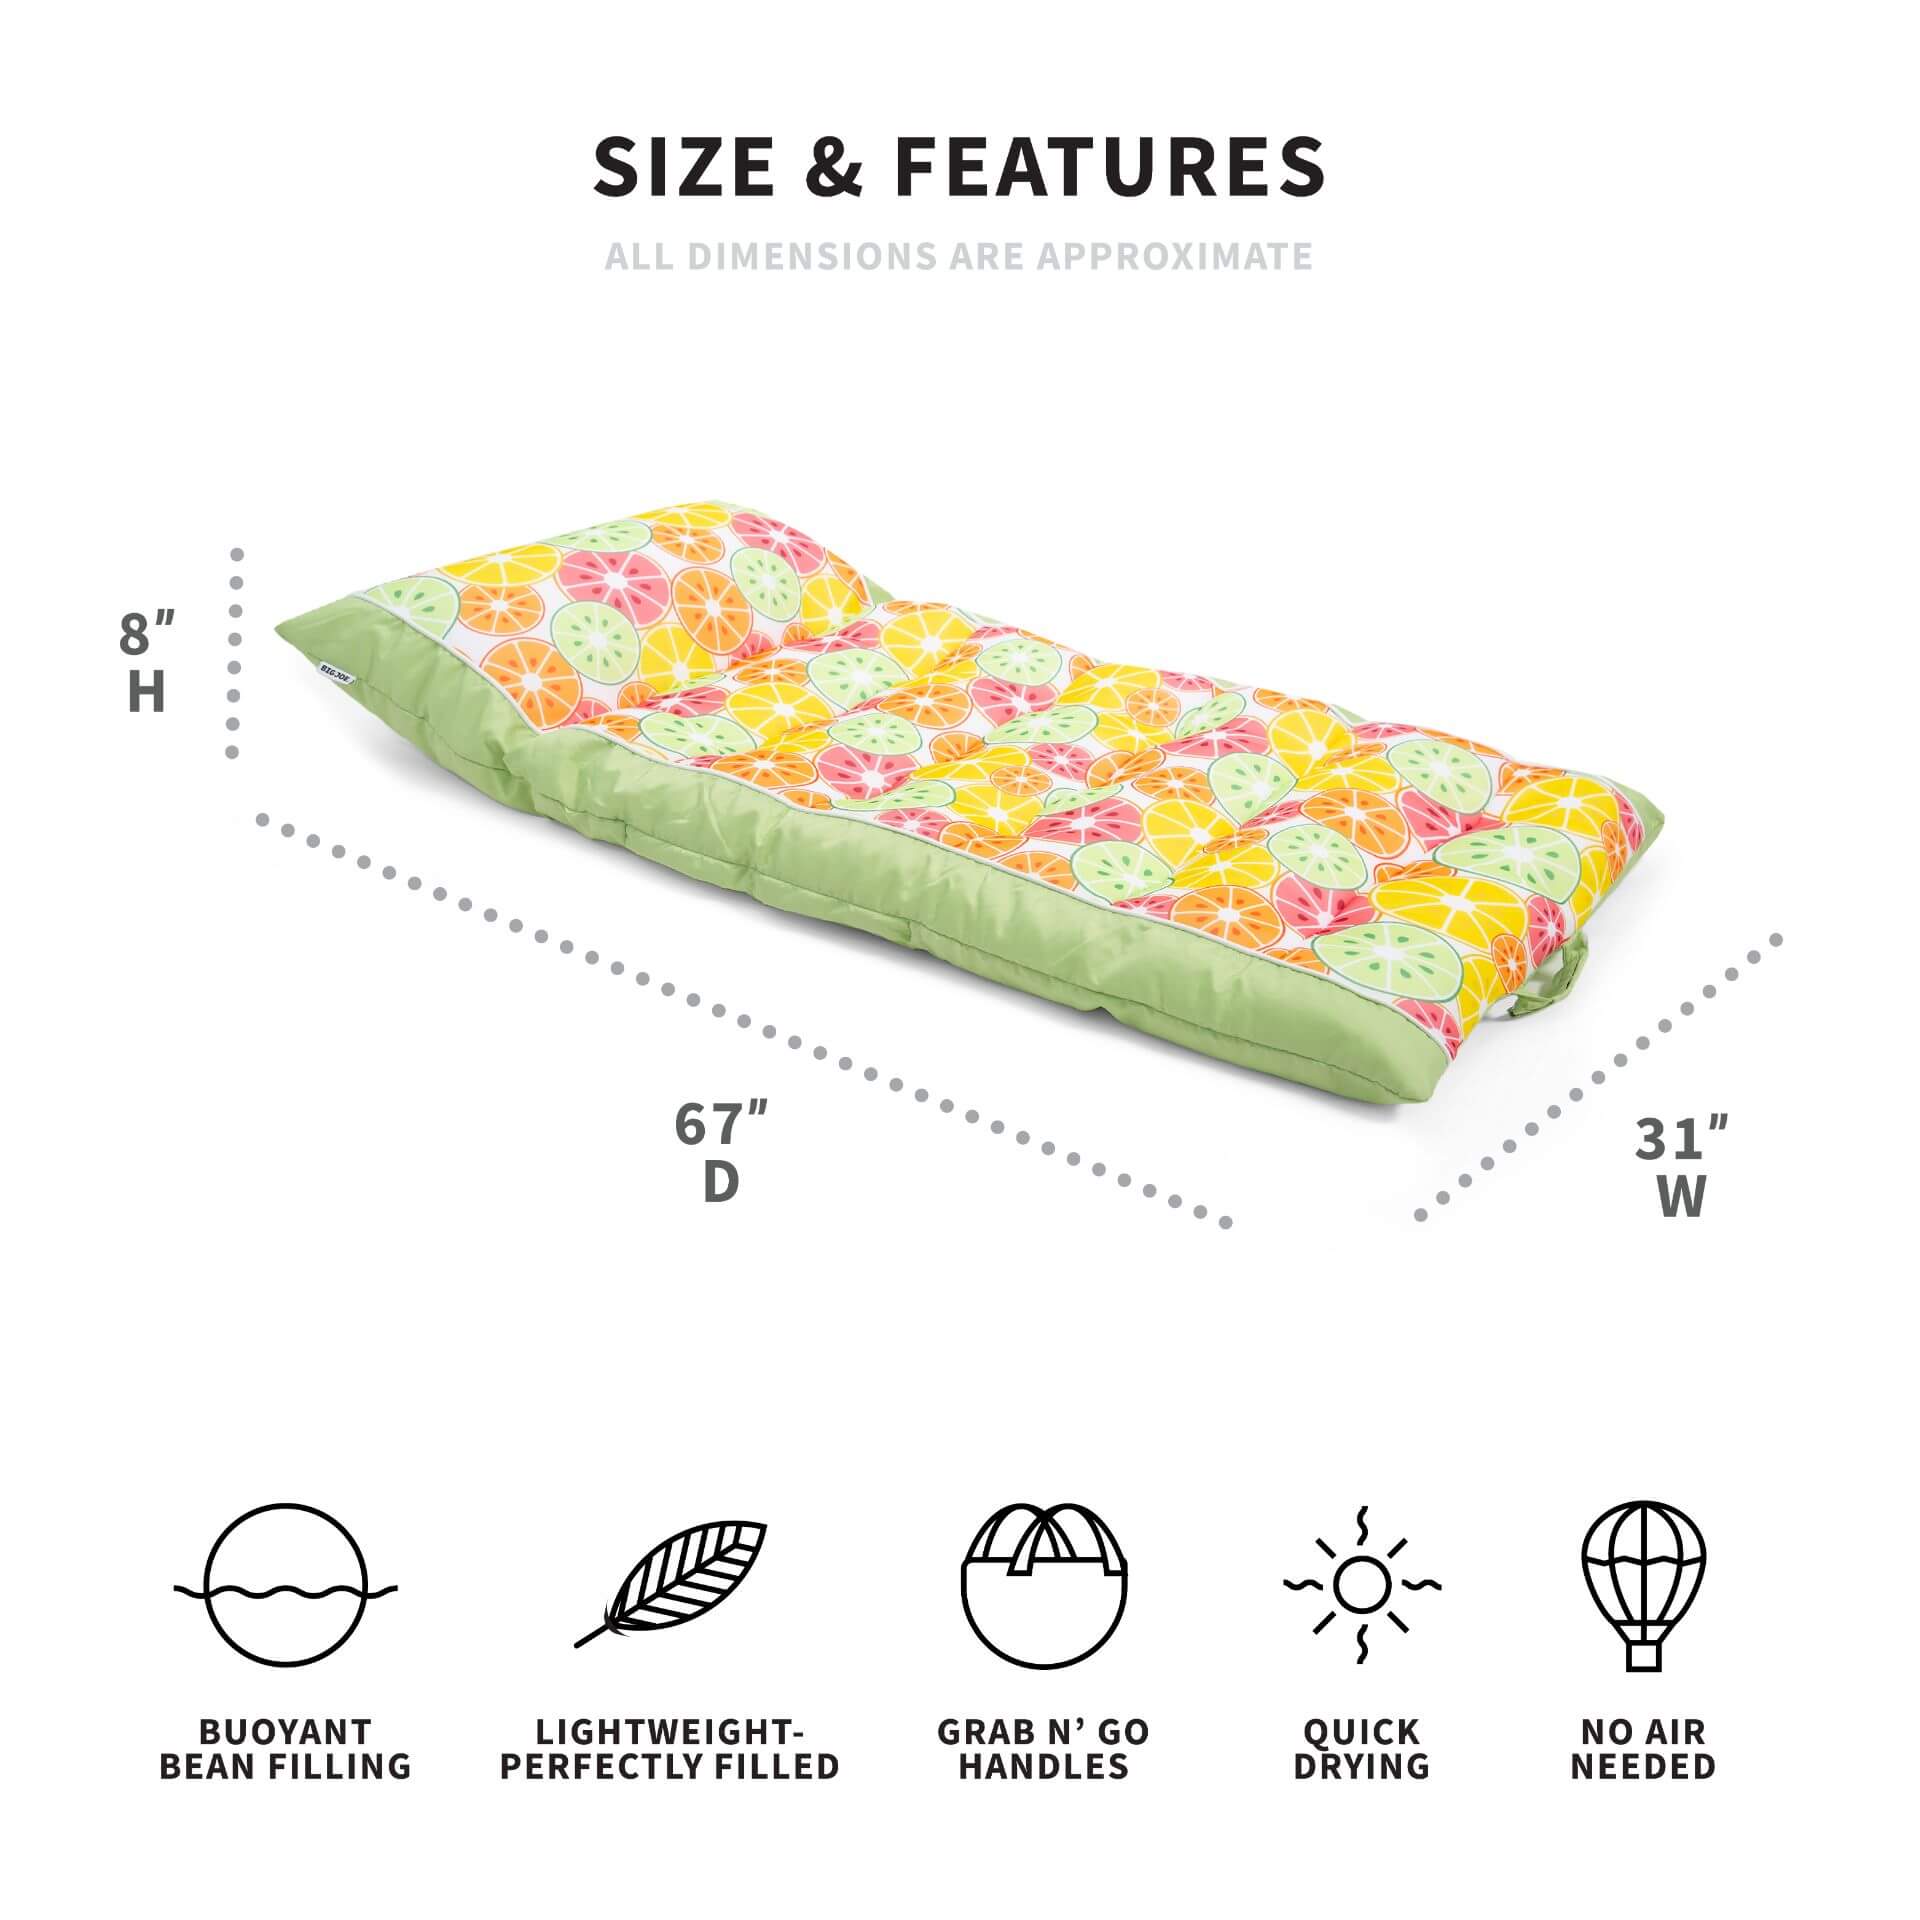 SIZE & FEATURES
ALL DIMENSIONS ARE APPROXIMATE
8"
H
BIG JOE
67"
D
31"
W
BUOYANT
BEAN FILLING
LIGHTWEIGHT-
PERFECTLY FILLED
GRAB N’ GO
HANDLES
QUICK
DRYING
NO AIR
NEEDED